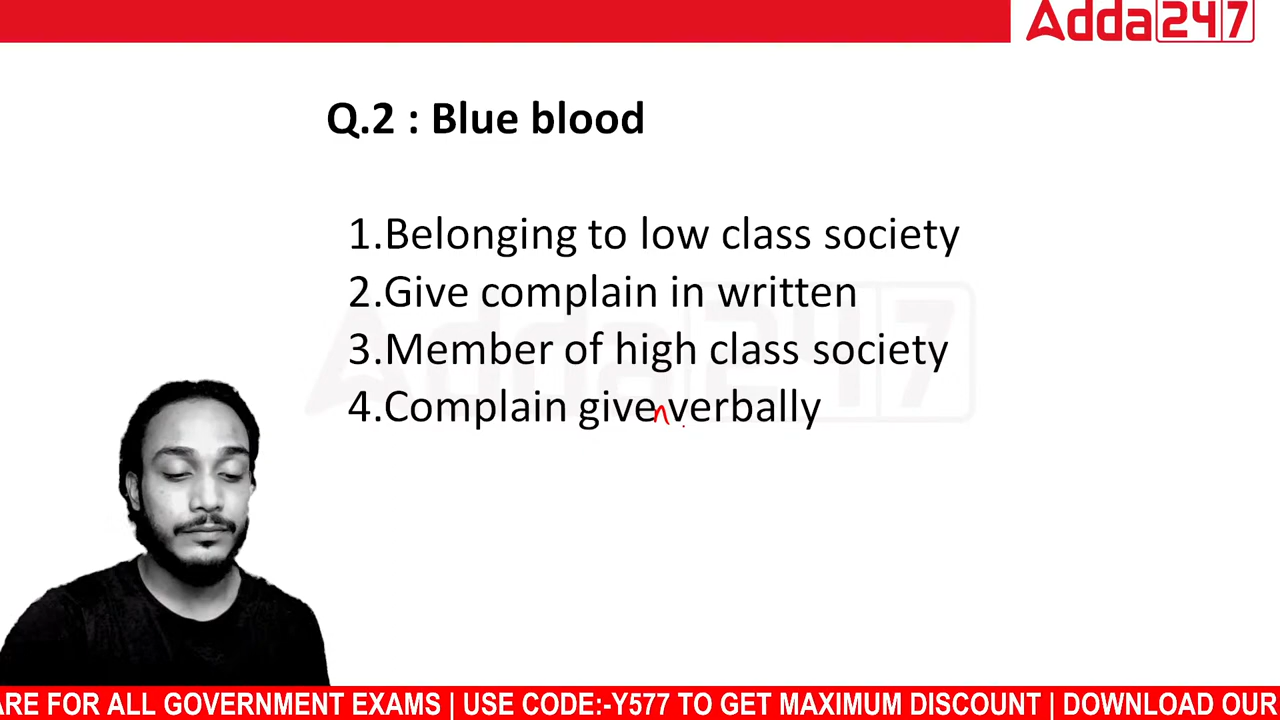 Adda247
Q.2 : Blue blood
1.Belonging to low class society
2.Give complain in written
3.Member of high class society
4.Complain given verbally
ARE FOR ALL GOVERNMENT EXAMS | USE CODE:-Y577 TO GET MAXIMUM DISCOUNT | DOWNLOAD OUR